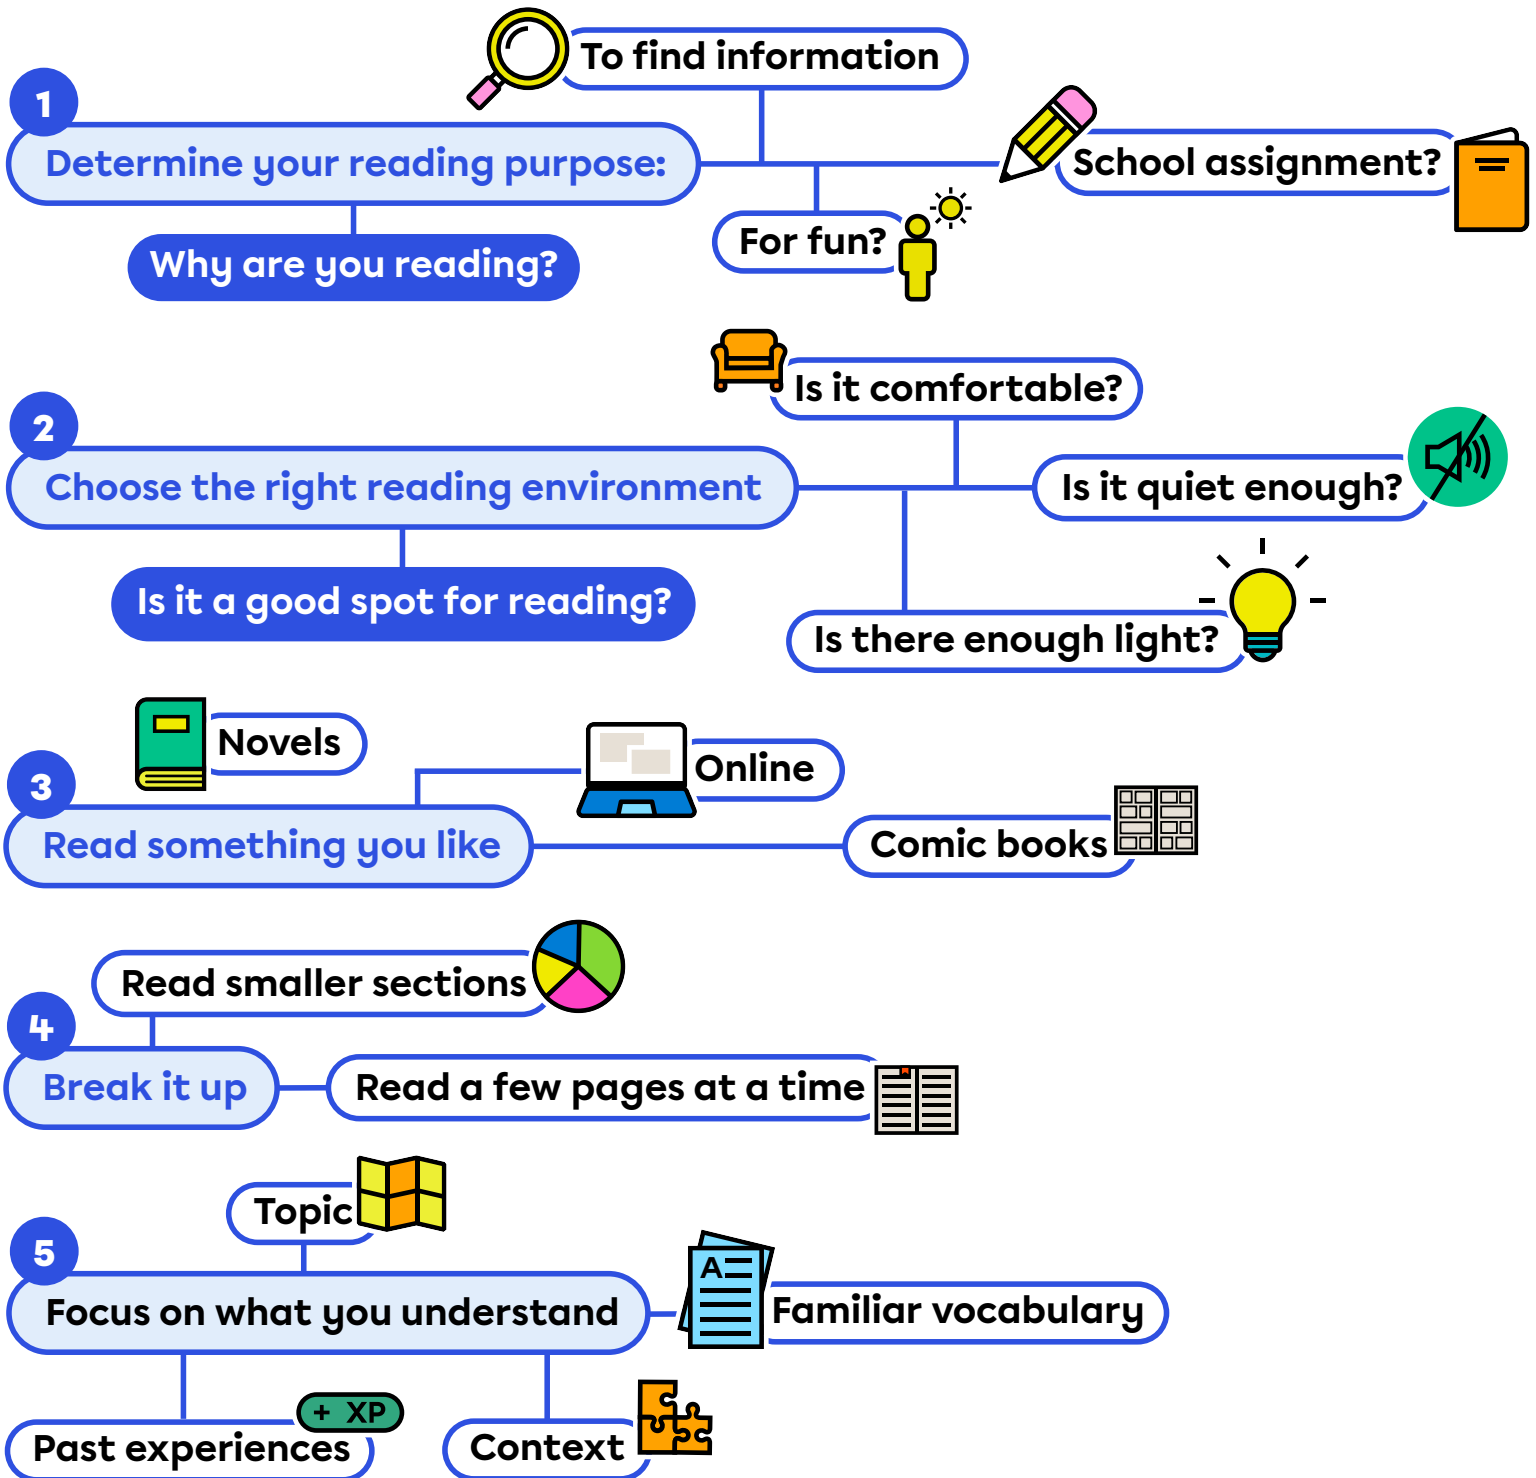 To find information
1
Determine your reading purpose:
School assignment?
For fun?
Why are you reading?
Is it comfortable?
2
Choose the right reading environment
Is it quiet enough?
Is it a good spot for reading?
Is there enough light?
Novels
Online
3
Read something you like
Comic books
Read smaller sections
4
Break it up
Read a few pages at a time
Topic
5
Focus on what you understand
A
Familiar vocabulary
+ XP
Past experiences
Context